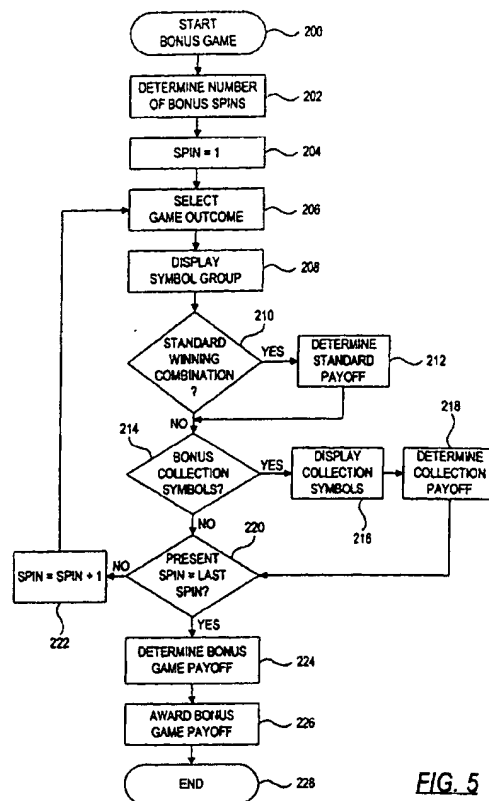 START
BONUS GAME
200
DETERMINE NUMBER
OF BONUS SPINS
202
SPIN = 1
204
SELECT
GAME OUTCOME
206
DISPLAY
SYMBOL GROUP
208
210
STANDARD
WINNING
COMBINATION
?
YES
DETERMINE
STANDARD
PAYOFF
212
NO
214
BONUS
COLLECTION
SYMBOLS?
YES
DISPLAY
COLLECTION
SYMBOLS
216
218
DETERMINE
COLLECTION
PAYOFF
NO
220
PRESENT
SPIN = LAST
SPIN?
NO
SPIN = SPIN + 1
222
YES
DETERMINE BONUS
GAME PAYOFF
224
AWARD BONUS
GAME PAYOFF
226
END
228
FIG. 5